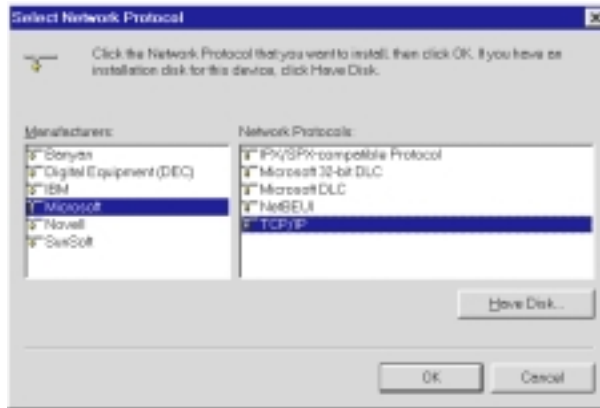 Select Network Protocol
Click the Network Protocol that you want to install, then click OK. If you have an
installation disk for this device, click Have Disk.
Manufacturers:
Banyan
Digital Equipment (DEC)
IBM
Microsoft
Novell
SunSoft
Network Protocols:
IPX/SPX-compatible Protocol
Microsoft 32-bit DLC
Microsoft DLC
NetBEUI
TCP/IP
Have Disk...
OK
Cancel